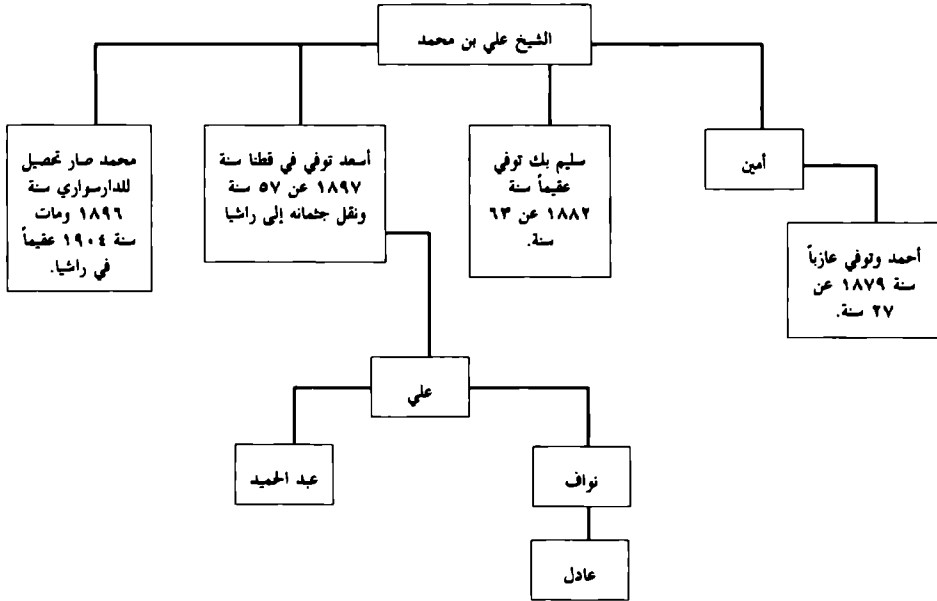 الشيخ علي بن محمد
أمين
أحمد وتوفي عازباً
سنة ١٨٧٩ عن
٢٧ سنة.
سليم بك توفي
عقيماً سنة
١٨٨٢ عن ٦٣
سنة.
أسعد توفي في قطنا سنة
١٨٩٧ عن ٥٧ سنة
ونقل جثمانه إلى راشيا
محمد صار تحصيل
للدارسواري سنة
١٨٩٦ ومات
سنة ١٩٠٤ عقيماً
في راشيا.
علي
نواف
عبد الحميد
عادل